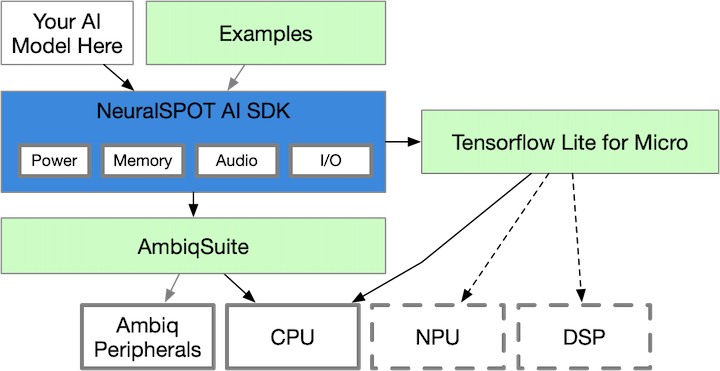 Your AI
Model Here
Examples
NeuralSPOT AI SDK
Power
Memory
Audio
I/O
Tensorflow Lite for Micro
AmbiqSuite
Ambiq
Peripherals
CPU
NPU
DSP